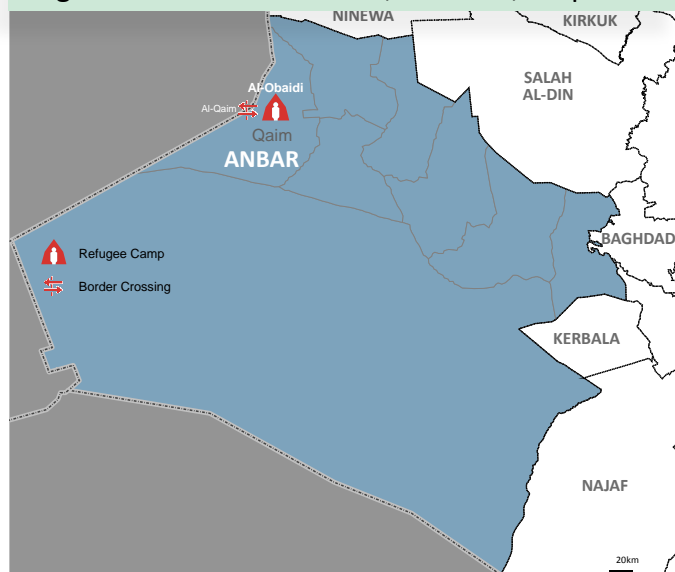 NINEWA
KIRKUK
SALAH
AL-DIN
Al-Obaidi
Al-Qaim
Qaim
ANBAR
BAGHDAD
Refugee Camp
Border Crossing
KERBALA
NAJAF
20km